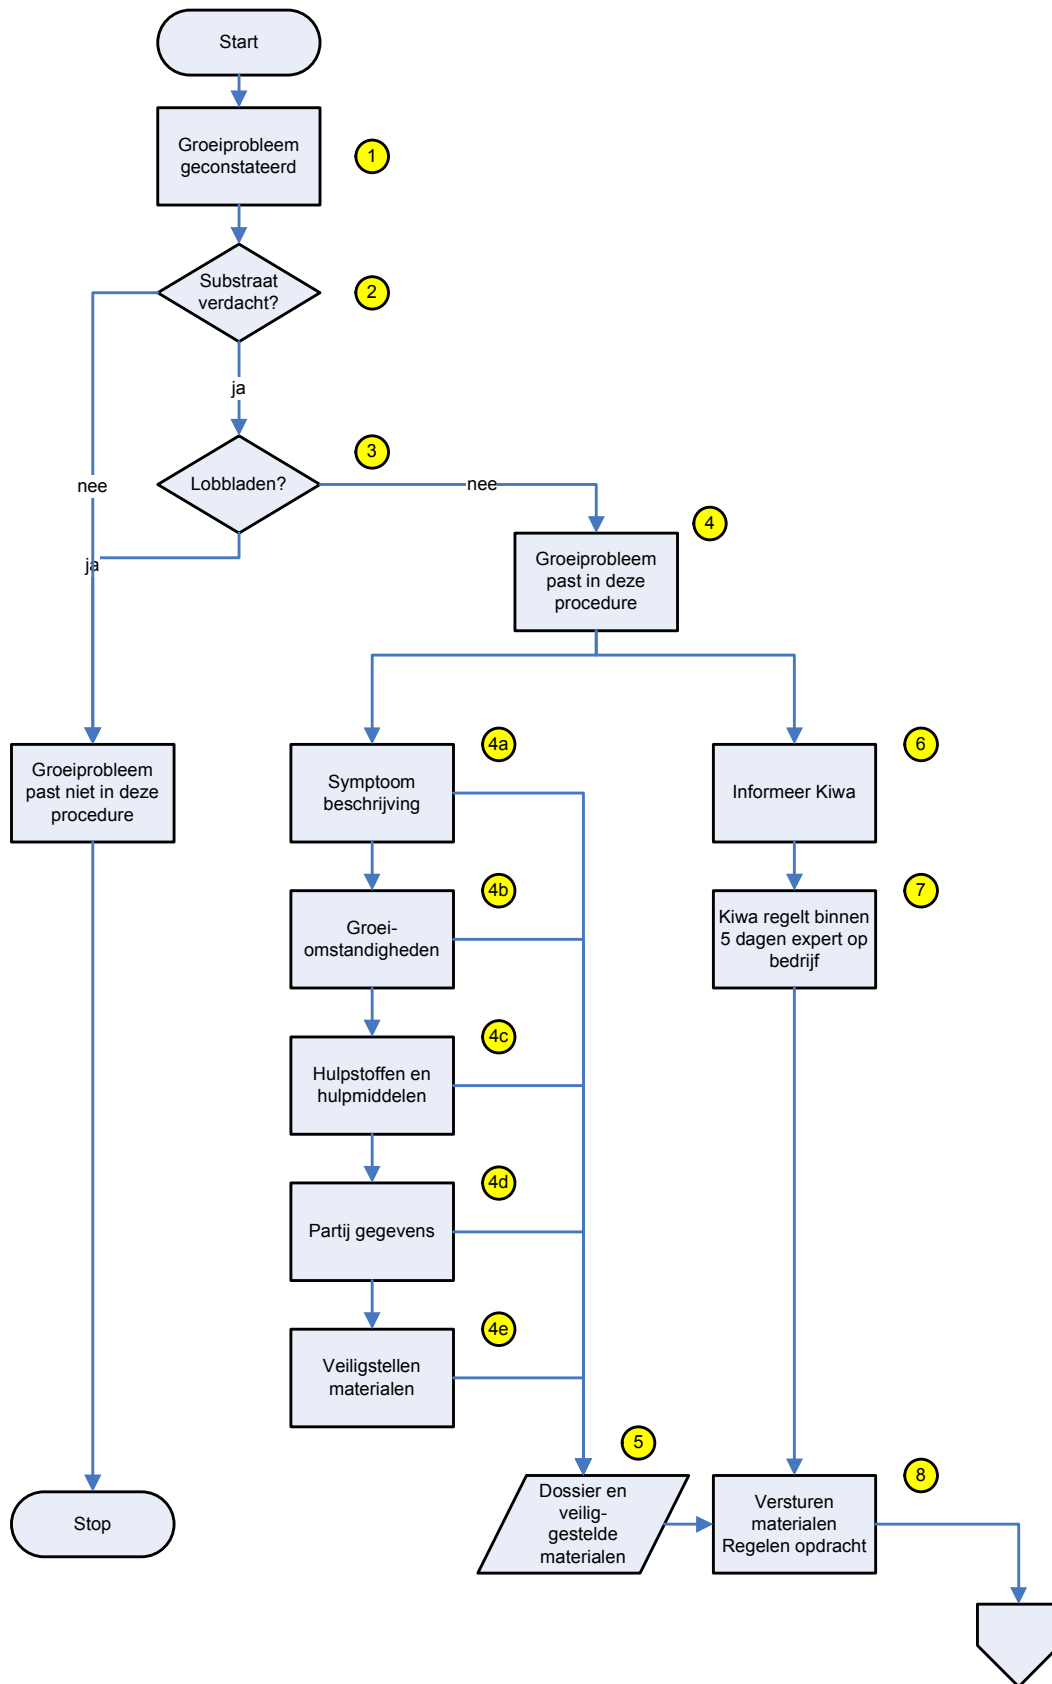 Start
Groeiprobleem
geconstateerd
1
Substraat
verdacht?
2
ja
3
Lobbladen?
nee
nee
4
ja
Groeiprobleem
past in deze
procedure
4a
6
Groeiprobleem
past niet in deze
procedure
Symptoom
beschrijving
Informeer Kiwa
4b
7
Groei-
omstandigheden
Kiwa regelt binnen
5 dagen expert op
bedrijf
4c
Hulpstoffen en
hulpmiddelen
4d
Partij gegevens
4e
Veiligstellen
materialen
5
8
Stop
Dossier en
veilig-
gestelde
materialen
Versturen
materialen
Regelen opdracht